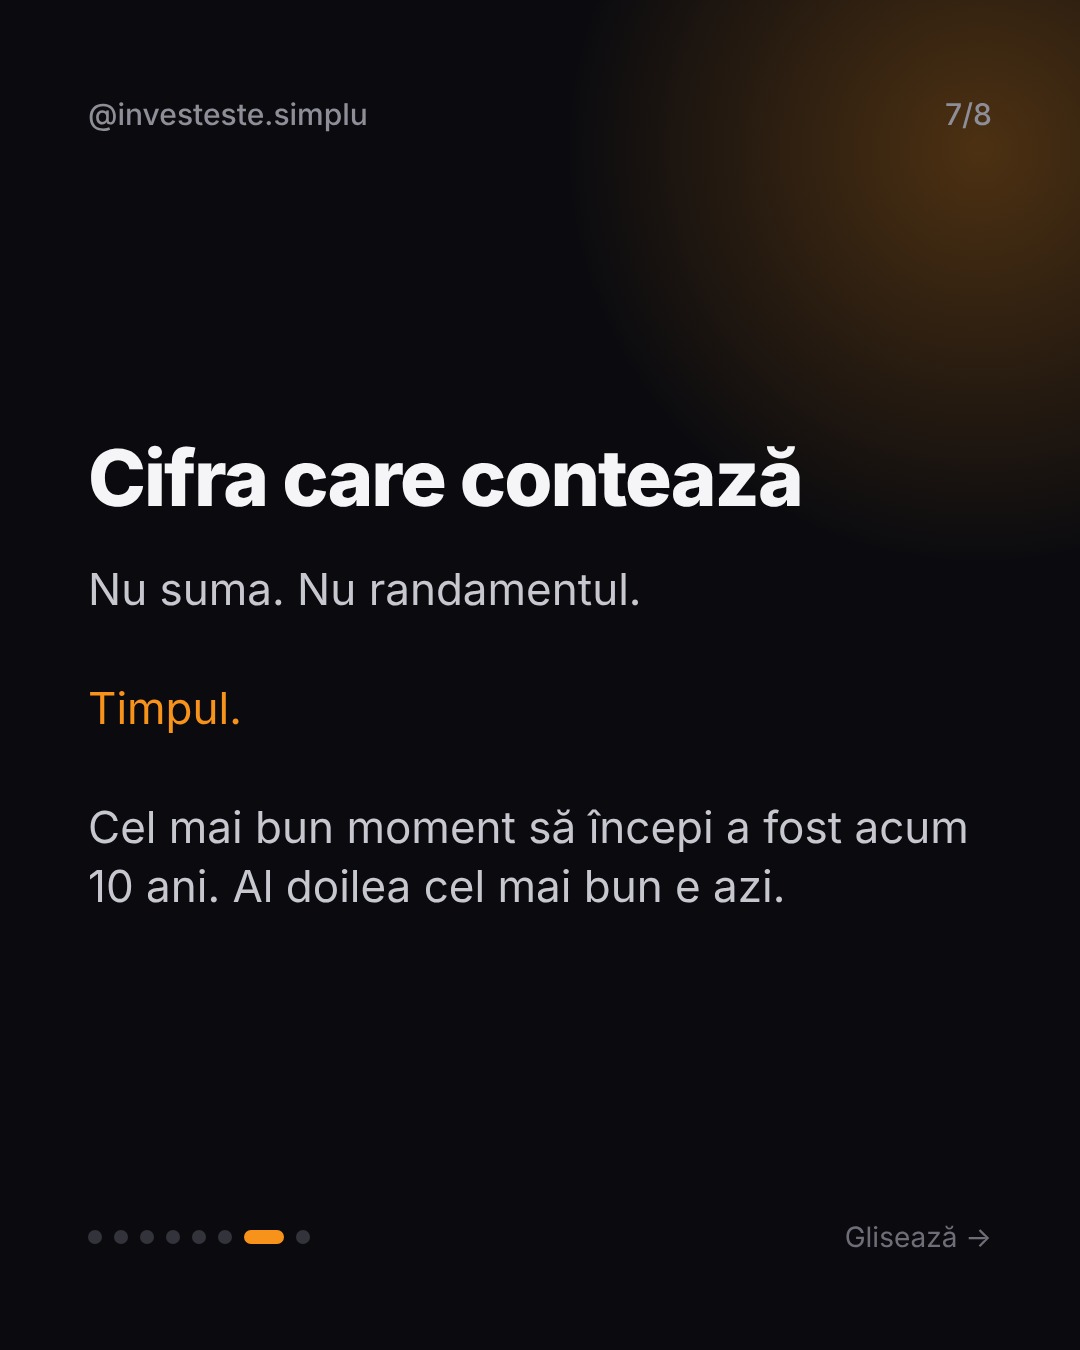 @investeste.simplu
7/8
Cifra care contează
Nu suma. Nu randamentul.
Timpul.
Cel mai bun moment să începi a fost acum
10 ani. Al doilea cel mai bun e azi.
Glisează →